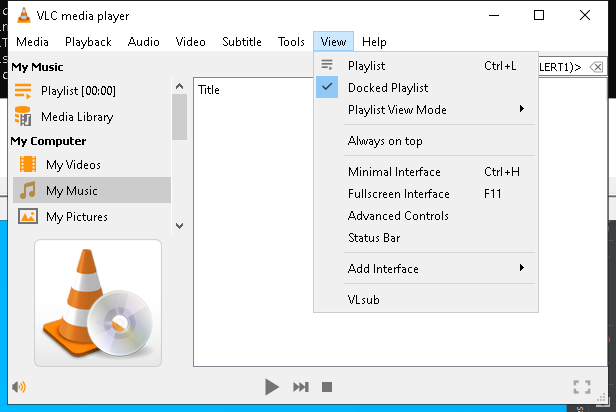 VLC media player
Media Playback Audio Video Subtitle Tools View Help
My Music
Playlist [00:00]
Media Library
My Computer
My Videos
My Music
My Pictures
Title
LERT1)>
Playlist Ctrl+L
Docked Playlist
Playlist View Mode
Always on top
Minimal Interface Ctrl+H
Fullscreen Interface F11
Advanced Controls
Status Bar
Add Interface
VLsub